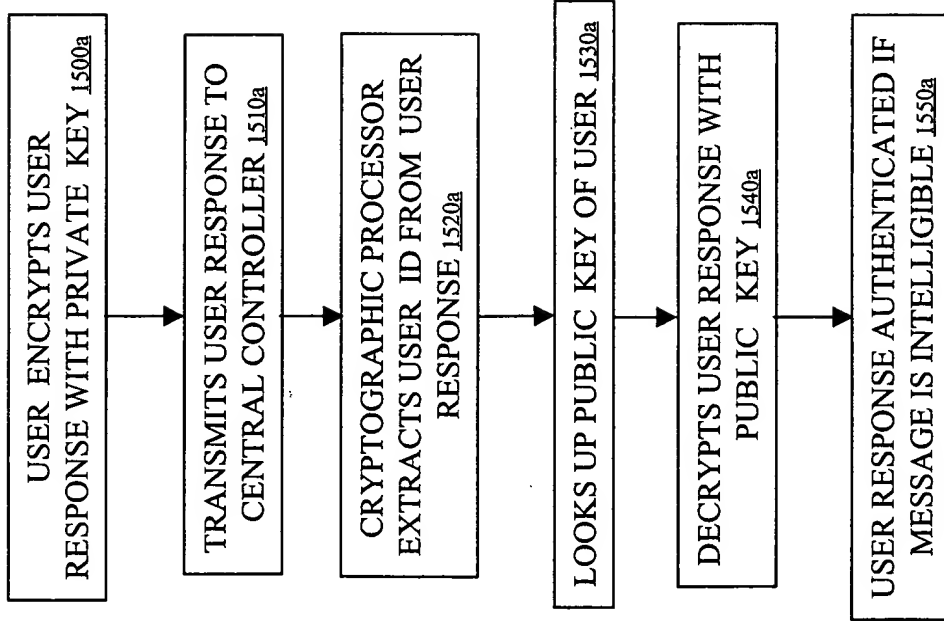 USER ENCRYPTS USER
RESPONSE WITH PRIVATE KEY 1500a
TRANSMITS USER RESPONSE TO
CENTRAL CONTROLLER 1510a
CRYPTOGRAPHIC PROCESSOR
EXTRACTS USER ID FROM USER
RESPONSE 1520a
LOOKS UP PUBLIC KEY OF USER 1530a
DECRYPTS USER RESPONSE WITH
PUBLIC KEY 1540a
USER RESPONSE AUTHENTICATED IF
MESSAGE IS INTELLIGIBLE 1550a